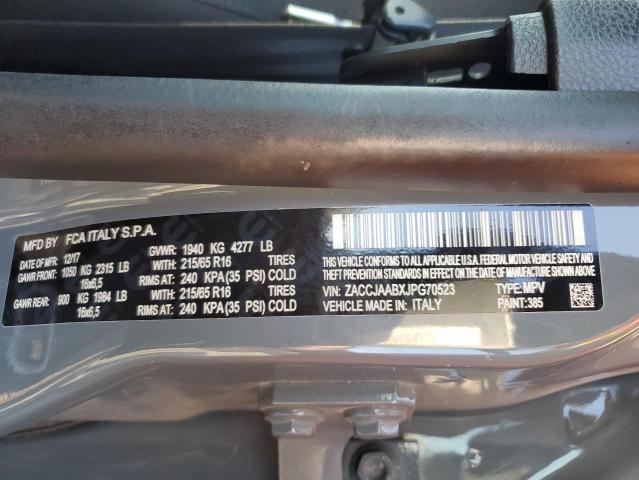 MFD BY FCA ITALY S.P.A.
DATE OF MFR: 12/17 GVWR: 1940 KG 4277 LB
GAWR FRONT: 1050 KG 2315 LB WITH: 215/65 R16 TIRES
16x6,5 RIMS AT: 240 KPA (35 PSI) COLD
GAWR REAR: 900 KG 1984 LB WITH: 215/65 R16 TIRES
16x6,5 RIMS AT: 240 KPA (35 PSI) COLD
THIS VEHICLE CONFORMS TO ALL APPLICABLE U.S.A. FEDERAL MOTOR
VEHICLE SAFETY, BUMPER, AND THEFT PREVENTION STANDARDS IN
EFFECT ON THE DATE OF MANUFACTURE SHOWN ABOVE.
VIN: ZACCJAABXJPG70523 TYPE: MPV
VEHICLE MADE IN: ITALY PAINT: 385